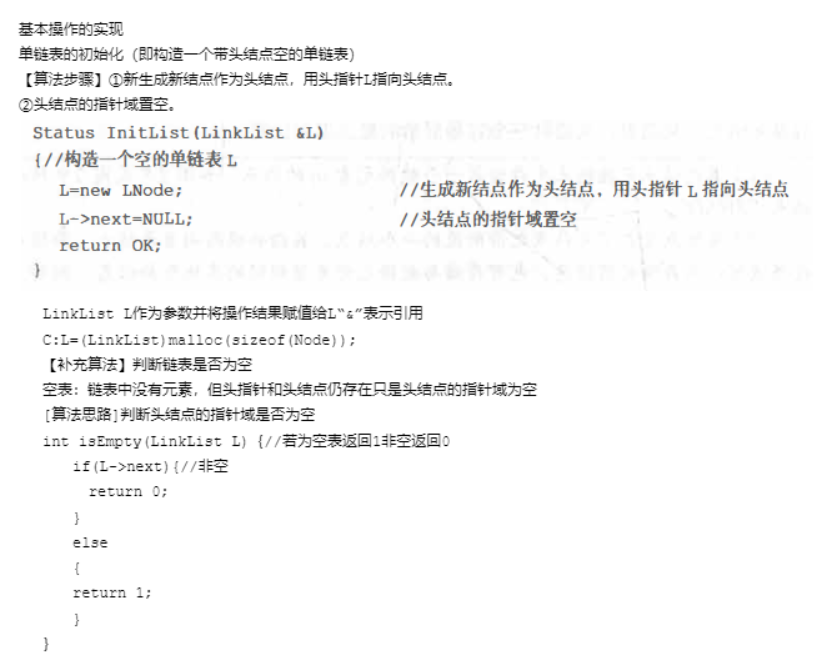 基本操作的实现
单链表的初始化（即构造一个带头结点空的单链表）
【算法步骤】①新生成新结点作为头结点，用头指针L指向头结点。
②头结点的指针域置空。
Status InitList(LinkList &L)
{//构造一个空的单链表 L
L=new LNode; //生成新结点作为头结点，用头指针 L 指向头结点
L->next=NULL; //头结点的指针域置空
return OK;
}
LinkList L作为参数并将操作结果赋值给L“&”表示引用
C:L=(LinkList)malloc(sizeof(Node));
【补充算法】判断链表是否为空
空表：链表中没有元素，但头指针和头结点仍存在只是头结点的指针域为空
[算法思路]判断头结点的指针域是否为空
int isEmpty(LinkList L) {//若为空表返回1非空返回0
if(L->next){//非空
return 0;
}
else
{
return 1;
}
}